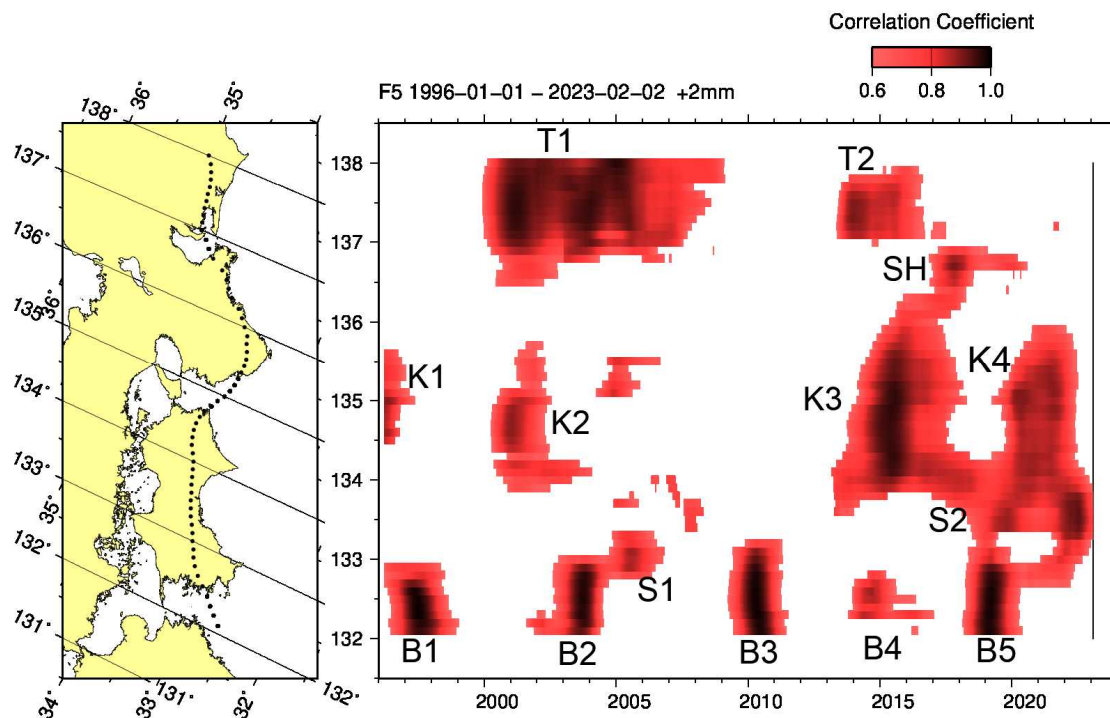 Correlation Coefficient
0.6 0.8 1.0
F5 1996-01-01 - 2023-02-02 +2mm
36° 35°
138° 137° 136° 135° 134° 133° 132° 131°
36° 35° 34°
131° 33° 32° 132°
138
137
136
135
134
133
132
T1
T2
SH
K1
K2
K3
K4
S1
S2
B1 B2 B3 B4 B5
2000 2005 2010 2015 2020